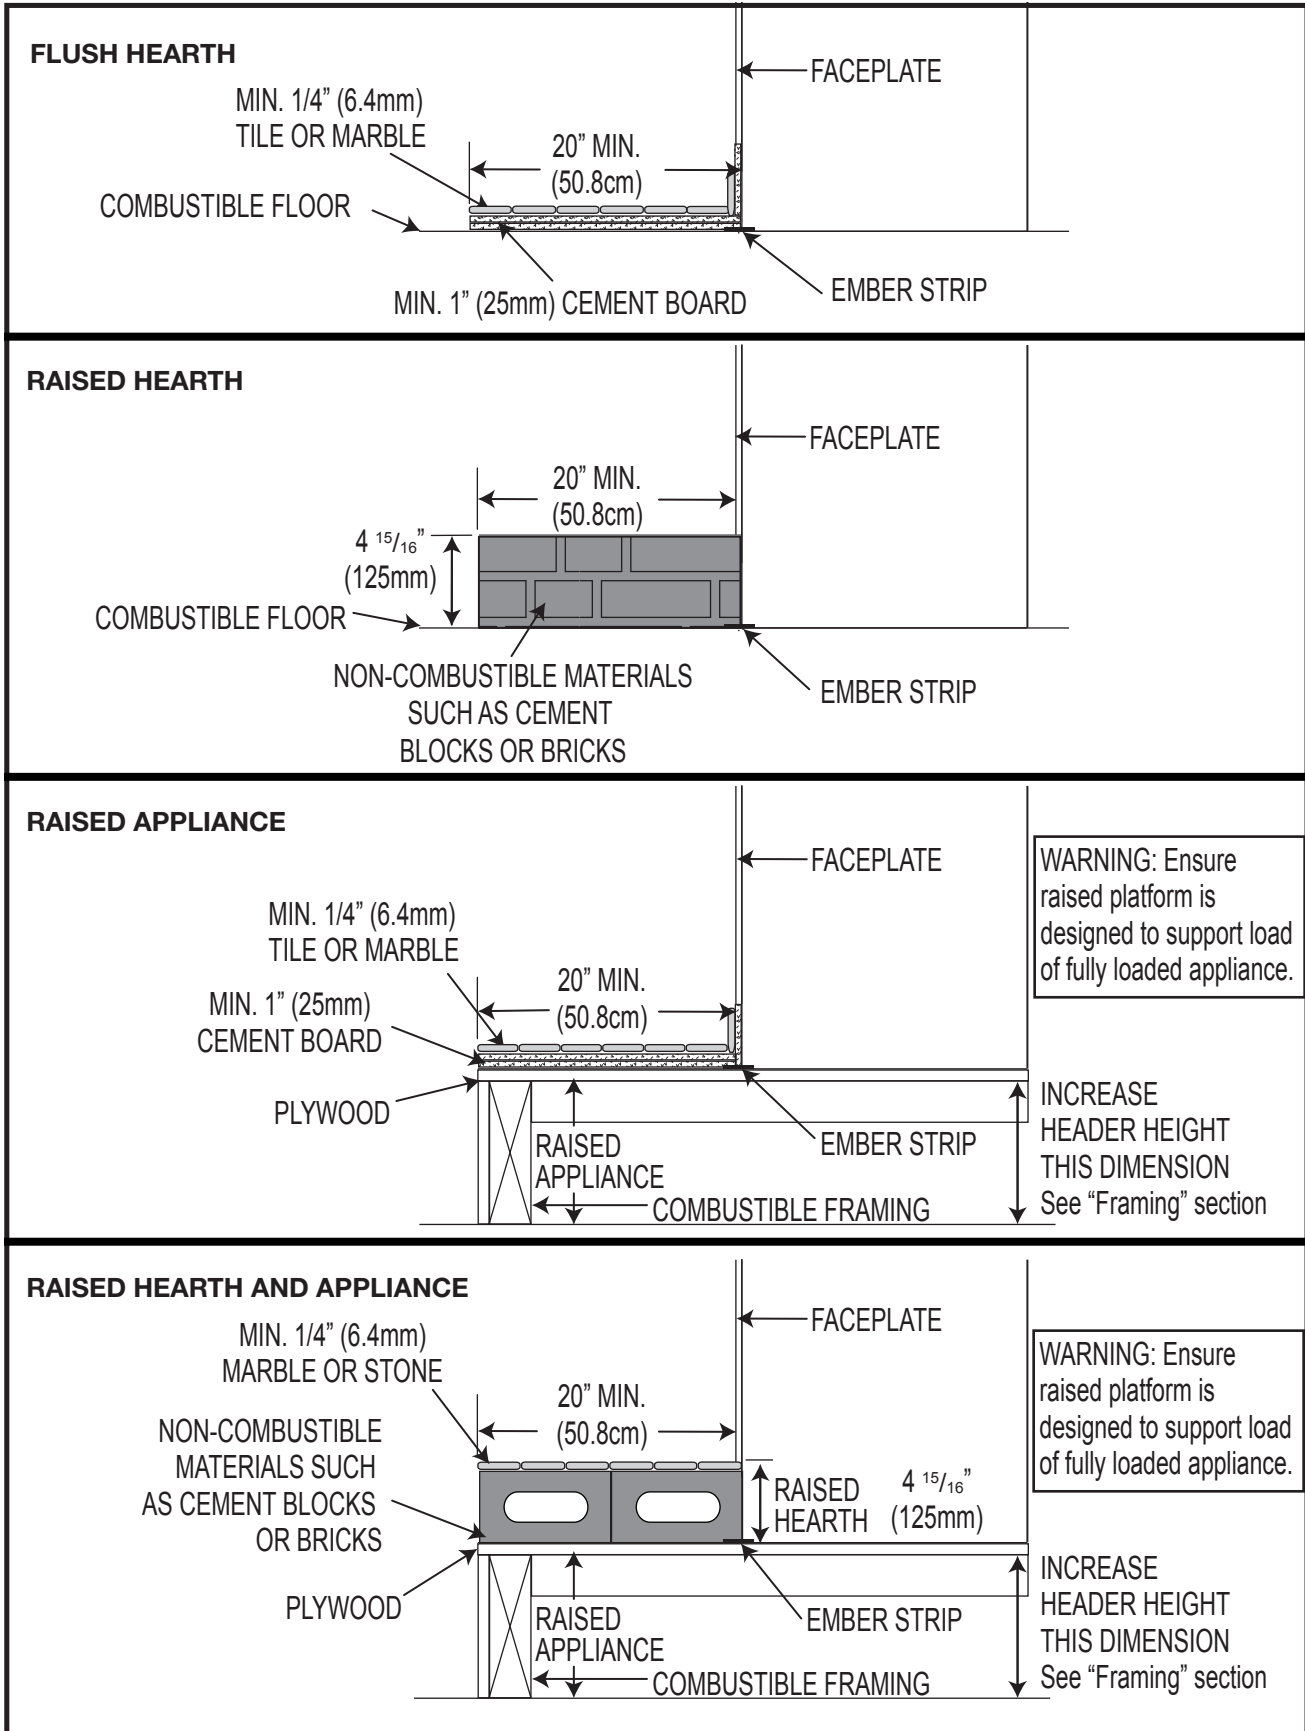 FLUSH HEARTH
FACEPLATE
MIN. 1/4” (6.4mm)
TILE OR MARBLE
20” MIN.
(50.8cm)
COMBUSTIBLE FLOOR
EMBER STRIP
MIN. 1” (25mm) CEMENT BOARD
RAISED HEARTH
FACEPLATE
20” MIN.
(50.8cm)
4 15/16”
(125mm)
COMBUSTIBLE FLOOR
NON-COMBUSTIBLE MATERIALS
SUCH AS CEMENT
BLOCKS OR BRICKS
EMBER STRIP
RAISED APPLIANCE
FACEPLATE
WARNING: Ensure
raised platform is
designed to support load
of fully loaded appliance.
MIN. 1/4” (6.4mm)
TILE OR MARBLE
20” MIN.
(50.8cm)
MIN. 1” (25mm)
CEMENT BOARD
PLYWOOD
RAISED
APPLIANCE
EMBER STRIP
COMBUSTIBLE FRAMING
INCREASE
HEADER HEIGHT
THIS DIMENSION
See “Framing” section
RAISED HEARTH AND APPLIANCE
FACEPLATE
MIN. 1/4” (6.4mm)
MARBLE OR STONE
WARNING: Ensure
raised platform is
designed to support load
of fully loaded appliance.
20” MIN.
(50.8cm)
NON-COMBUSTIBLE
MATERIALS SUCH
AS CEMENT BLOCKS
OR BRICKS
RAISED
HEARTH
4 15/16”
(125mm)
PLYWOOD
RAISED
APPLIANCE
EMBER STRIP
COMBUSTIBLE FRAMING
INCREASE
HEADER HEIGHT
THIS DIMENSION
See “Framing” section